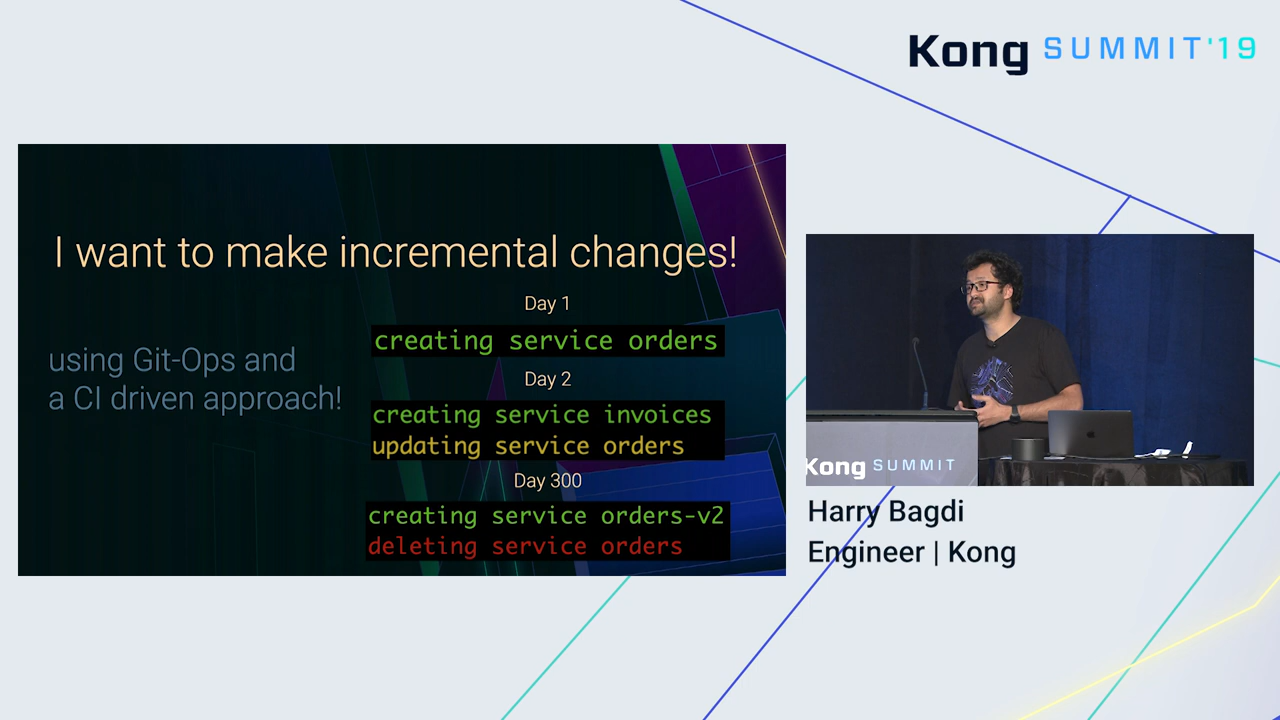 Kong SUMMIT'19
I want to make incremental changes!
using Git-Ops and
a CI driven approach!
Day 1
creating service orders
Day 2
creating service invoices
updating service orders
Day 300
creating service orders-v2
deleting service orders
Kong SUMMIT
Harry Bagdi
Engineer | Kong